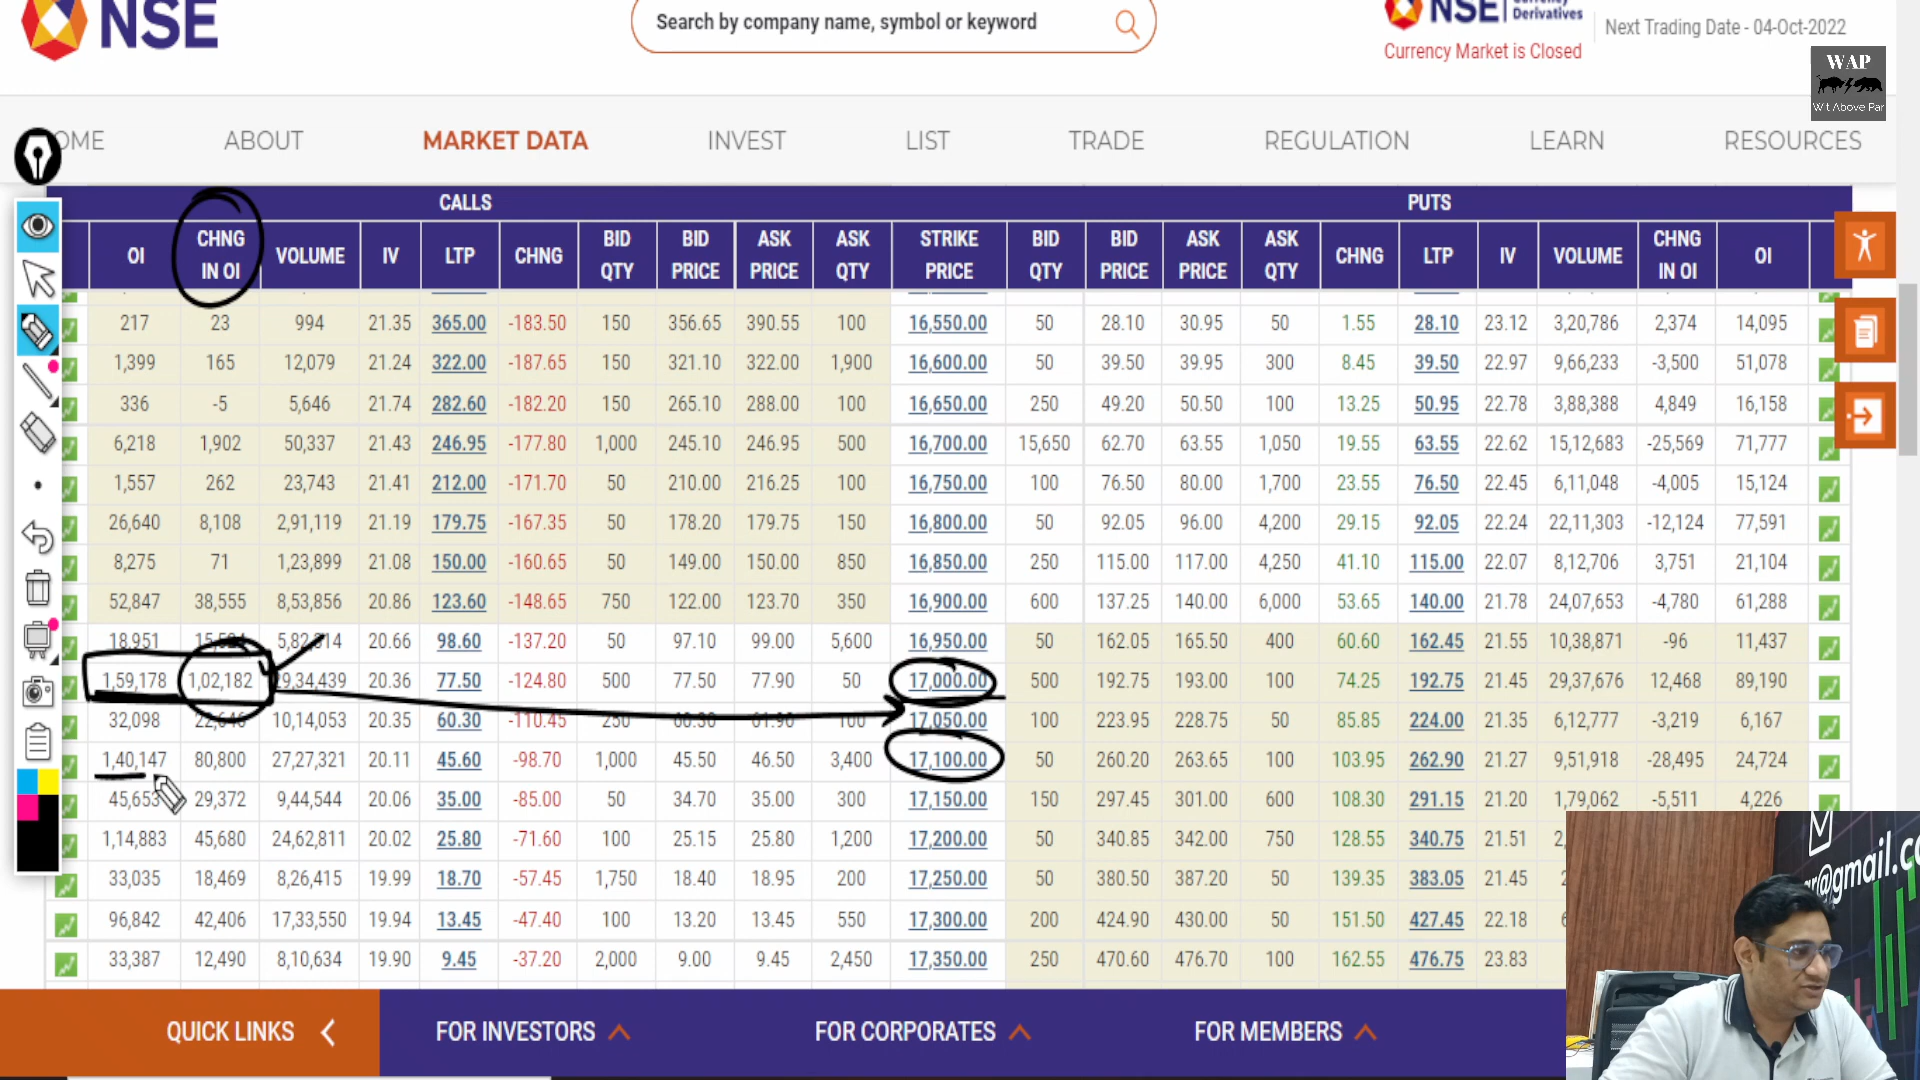 NSE
Search by company name, symbol or keyword
NSE
Derivatives
Currency Market is Closed
Next Trading Date - 04-Oct-2022
WAP
Wit Above Par
OME ABOUT MARKET DATA INVEST LIST TRADE REGULATION LEARN RESOURCES
CALLS PUTS
OI CHNG IN OI VOLUME IV LTP CHNG BID QTY BID PRICE ASK PRICE ASK QTY STRIKE PRICE BID QTY BID PRICE ASK PRICE ASK QTY CHNG LTP IV VOLUME CHNG IN OI OI
217 23 994 21.35 365.00 -183.50 150 356.65 390.55 100 16,550.00 50 28.10 30.95 50 1.55 28.10 23.12 3,20,786 2,374 14,095
1,399 165 12,079 21.24 322.00 -187.65 150 321.10 322.00 1,900 16,600.00 50 39.50 39.95 300 8.45 39.50 22.97 9,66,233 -3,500 51,078
336 -5 5,646 21.74 282.60 -182.20 150 265.10 288.00 100 16,650.00 250 49.20 50.50 100 13.25 50.95 22.78 3,88,388 4,849 16,158
6,218 1,902 50,337 21.43 246.95 -177.80 1,000 245.10 246.95 500 16,700.00 15,650 62.70 63.55 1,050 19.55 63.55 22.62 15,12,683 -25,569 71,777
1,557 262 23,743 21.41 212.00 -171.70 50 210.00 216.25 100 16,750.00 100 76.50 80.00 1,700 23.55 76.50 22.45 6,11,048 -4,005 15,124
26,640 8,108 2,91,119 21.19 179.75 -167.35 50 178.20 179.75 150 16,800.00 50 92.05 96.00 4,200 29.15 92.05 22.24 22,11,303 -12,124 77,591
8,275 71 1,23,899 21.08 150.00 -160.65 50 149.00 150.00 850 16,850.00 250 115.00 117.00 4,250 41.10 115.00 22.07 8,12,706 3,751 21,104
52,847 38,555 8,53,856 20.86 123.60 -148.65 750 122.00 123.70 350 16,900.00 600 137.25 140.00 6,000 53.65 140.00 21.78 24,07,653 -4,780 61,288
18,951 20.66 98.60 -137.20 50 97.10 99.00 5,600 16,950.00 50 162.05 165.50 400 60.60 162.45 21.55 10,38,871 -96 11,437
1,59,178 1,02,182 29,34,439 20.36 77.50 -124.80 500 77.50 77.90 50 17,000.00 500 192.75 193.00 100 74.25 192.75 21.45 29,37,676 12,468 89,190
32,098 22,646 10,14,053 20.35 60.30 -110.45 250 60.30 61.90 100 17,050.00 100 223.95 228.75 50 85.85 224.00 21.35 6,12,777 -3,219 6,167
1,40,147 80,800 27,27,321 20.11 45.60 -98.70 1,000 45.50 46.50 3,400 17,100.00 50 260.20 263.65 100 103.95 262.90 21.27 9,51,918 -28,495 24,724
45,653 29,372 9,44,544 20.06 35.00 -85.00 50 34.70 35.00 300 17,150.00 150 297.45 301.00 600 108.30 291.15 21.20 1,79,062 -5,511 4,226
1,14,883 45,680 24,62,811 20.02 25.80 -71.60 100 25.15 25.80 1,200 17,200.00 50 340.85 342.00 750 128.55 340.75 21.51
33,035 18,469 8,26,415 19.99 18.70 -57.45 1,750 18.40 18.95 200 17,250.00 50 380.50 387.20 50 139.35 383.05 21.45
96,842 42,406 17,33,550 19.94 13.45 -47.40 100 13.20 13.45 550 17,300.00 200 424.90 430.00 50 151.50 427.45 22.18
33,387 12,490 8,10,634 19.90 9.45 -37.20 2,000 9.00 9.45 2,450 17,350.00 250 470.60 476.70 100 162.55 476.75 23.83
r@gmail.co
QUICK LINKS FOR INVESTORS FOR CORPORATES FOR MEMBERS